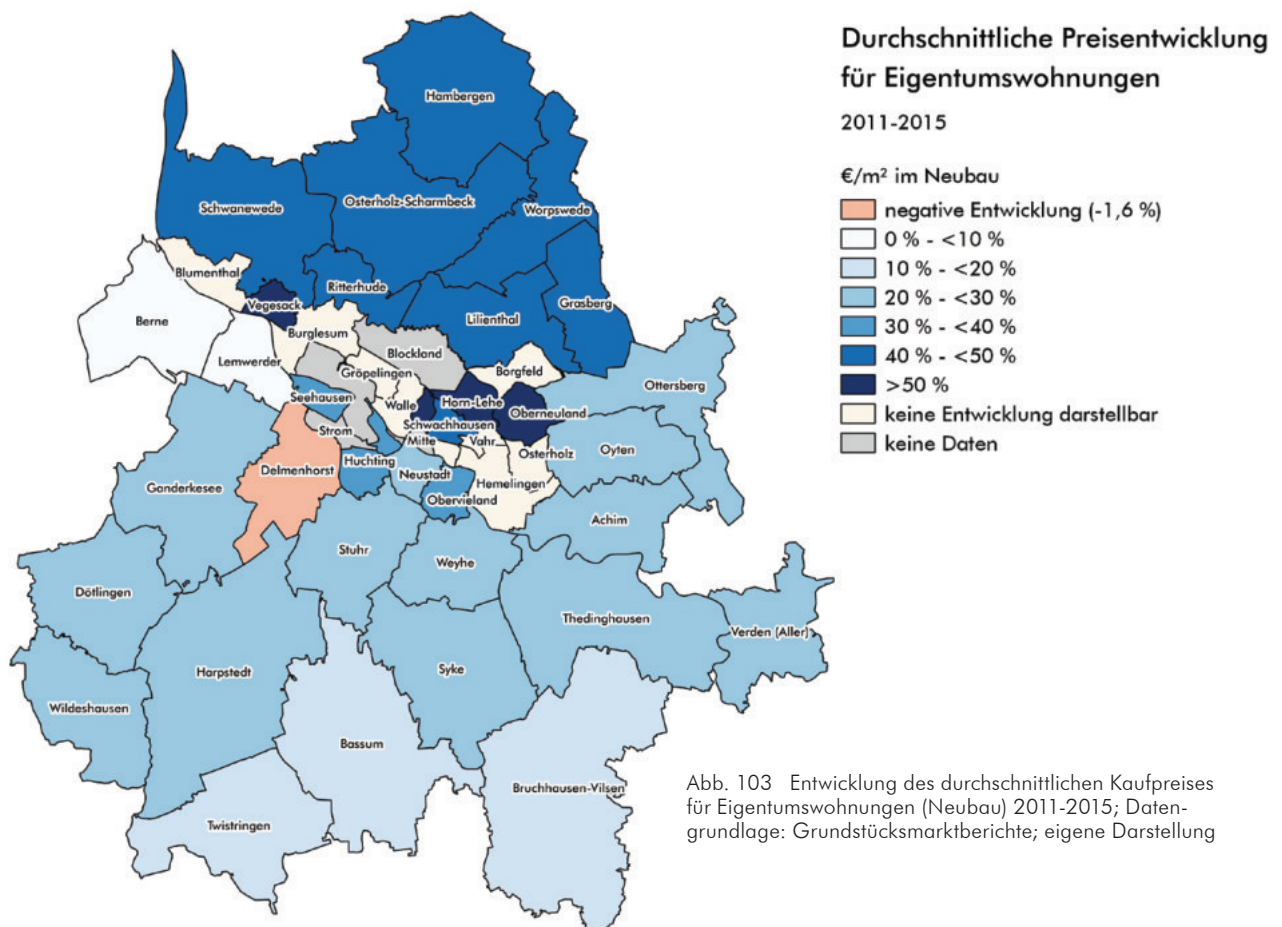 Durchschnittliche Preisentwicklung
für Eigentumswohnungen
2011-2015
€/m² im Neubau
negative Entwicklung (-1,6 %)
0 % - <10 %
10 % - <20 %
20 % - <30 %
30 % - <40 %
40 % - <50 %
>50 %
keine Entwicklung darstellbar
keine Daten
Hambergen
Schwanewede
Osterholz-Scharmbeck
Worpswede
Blumenthal
Vegesack
Ritterhude
Grasberg
Berne
Burglesum
Lilienthal
Lemwerder
Blockland
Gröpelingen
Borgfeld
Ottersberg
Seehausen
Walle
Horn-Lehe
Oberneuland
Strom
Schwachhausen
Mitte
Vahr
Osterholz
Oyten
Delmenhorst
Huchting
Neustadt
Hemelingen
Ganderkesee
Obervieland
Achim
Stuhr
Weyhe
Dötlingen
Thedinghausen
Verden (Aller)
Harpstedt
Syke
Wildeshausen
Bassum
Bruchhausen-Vilsen
Twistringen
Abb. 103 Entwicklung des durchschnittlichen Kaufpreises
für Eigentumswohnungen (Neubau) 2011-2015; Daten-
grundlage: Grundstücksmarktberichte; eigene Darstellung